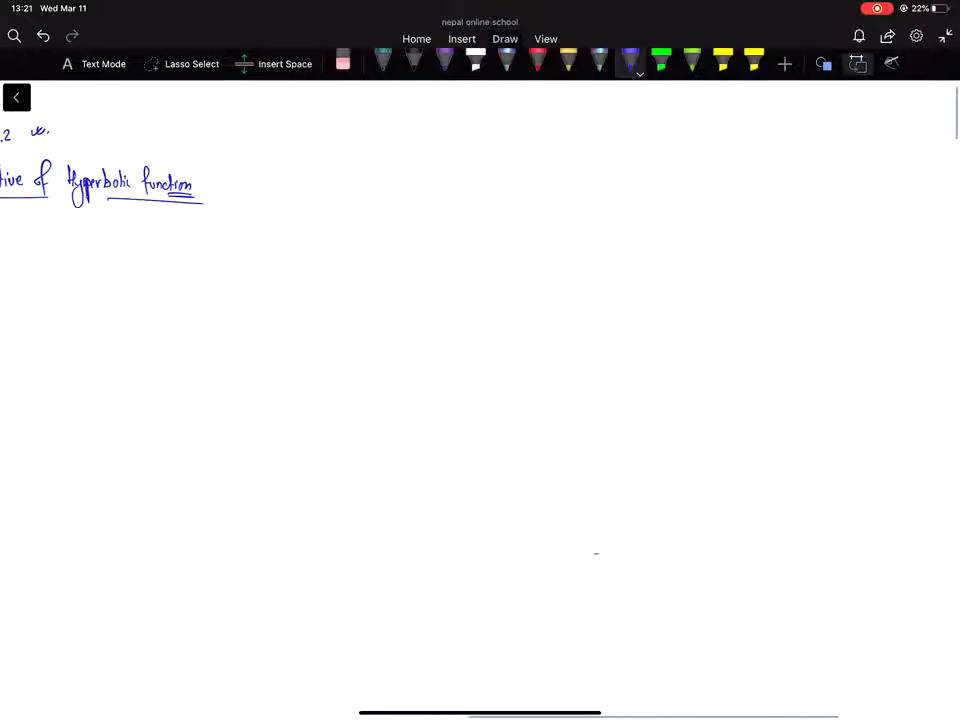 13:21 Wed Mar 11
22%
nepal online school
Home Insert Draw View
Text Mode Lasso Select Insert Space
.2
tive of Hyperbolic function